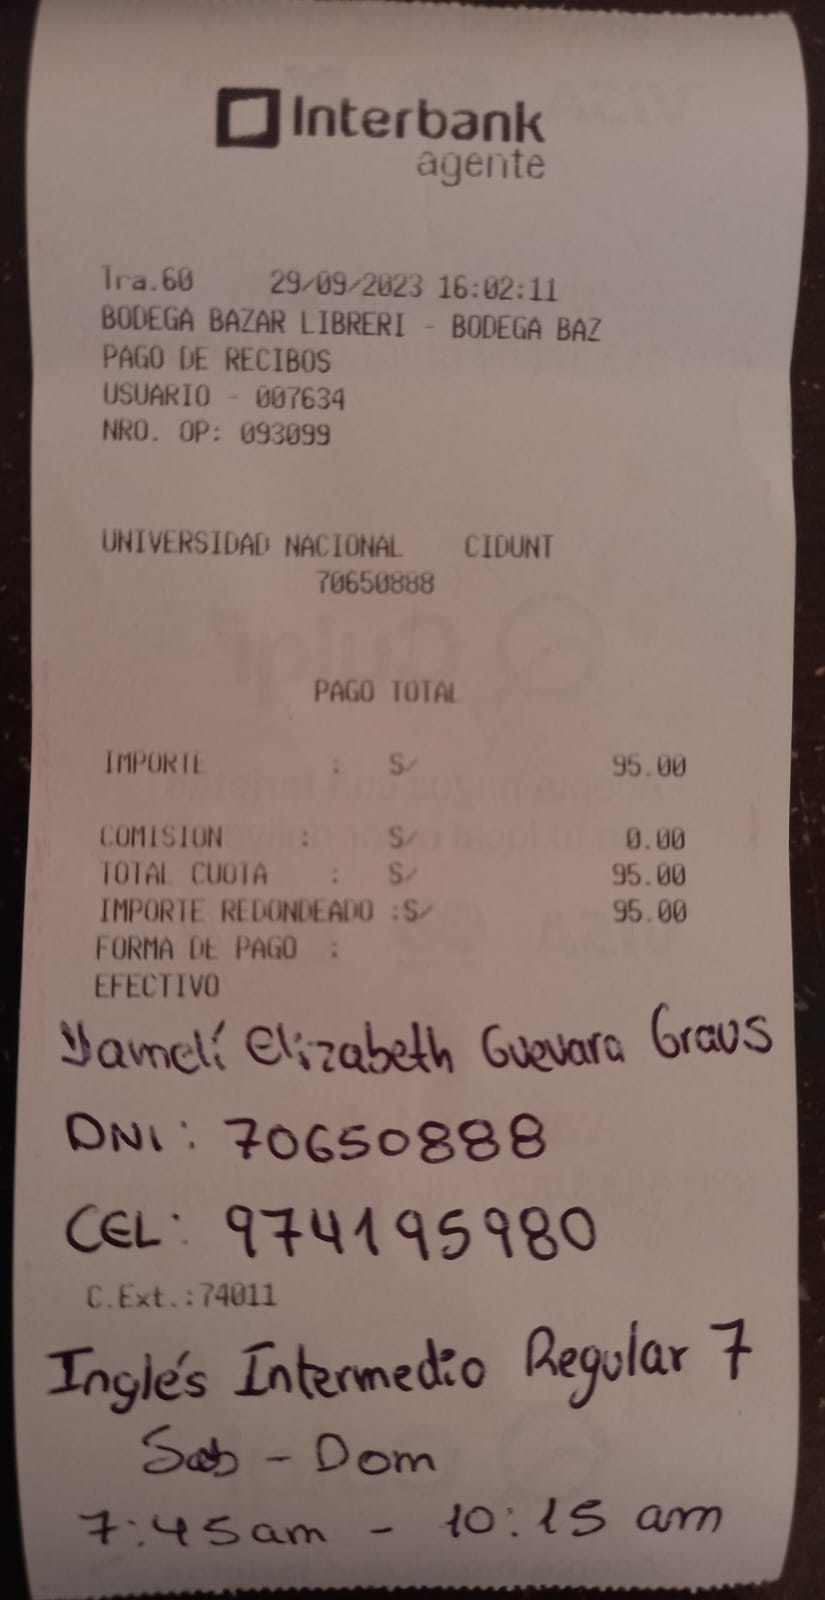 Interbank
agente
Tra.60 29/09/2023 16:02:11
BODEGA BAZAR LIBRERI - BODEGA BAZ
PAGO DE RECIBOS
USUARIO - 007634
NRO. OP: 093099
UNIVERSIDAD NACIONAL CIDUNT
70650888
PAGO TOTAL
IMPORTE : S/ 95.00
COMISION : S/ 0.00
TOTAL CUOTA : S/ 95.00
IMPORTE REDONDEADO :S/ 95.00
FORMA DE PAGO :
EFECTIVO
Yamelí Elizabeth Guevara Graus
DNI: 70650888
CEL: 974195980
C.Ext.:74011
Inglés Intermedio Regular 7
Sab - Dom
7:45am - 10:15 am